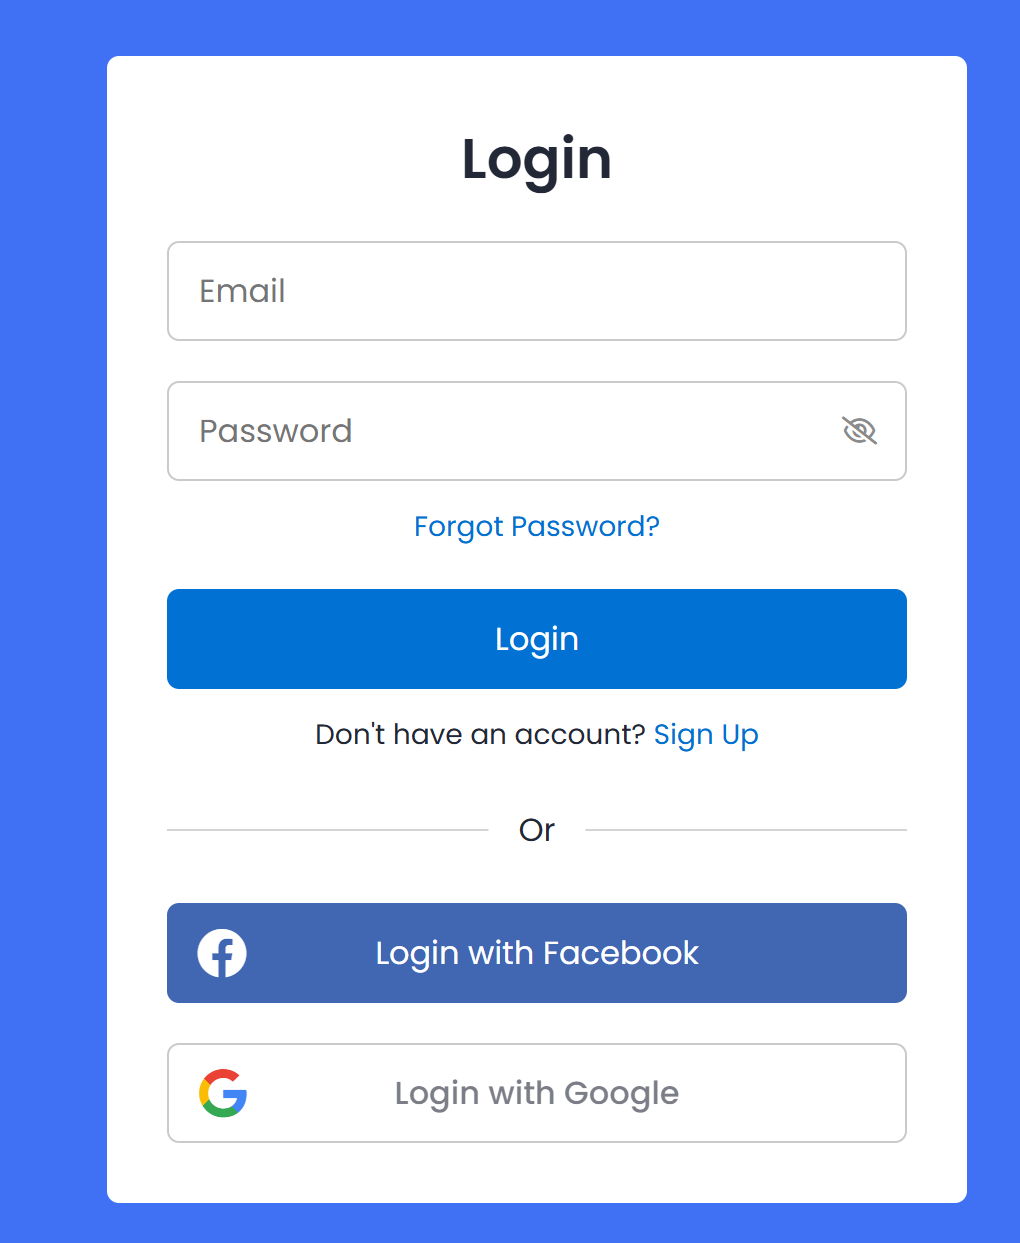 Login
Email
Password
Forgot Password?
Login
Don't have an account? Sign Up
Or
Login with Facebook
Login with Google